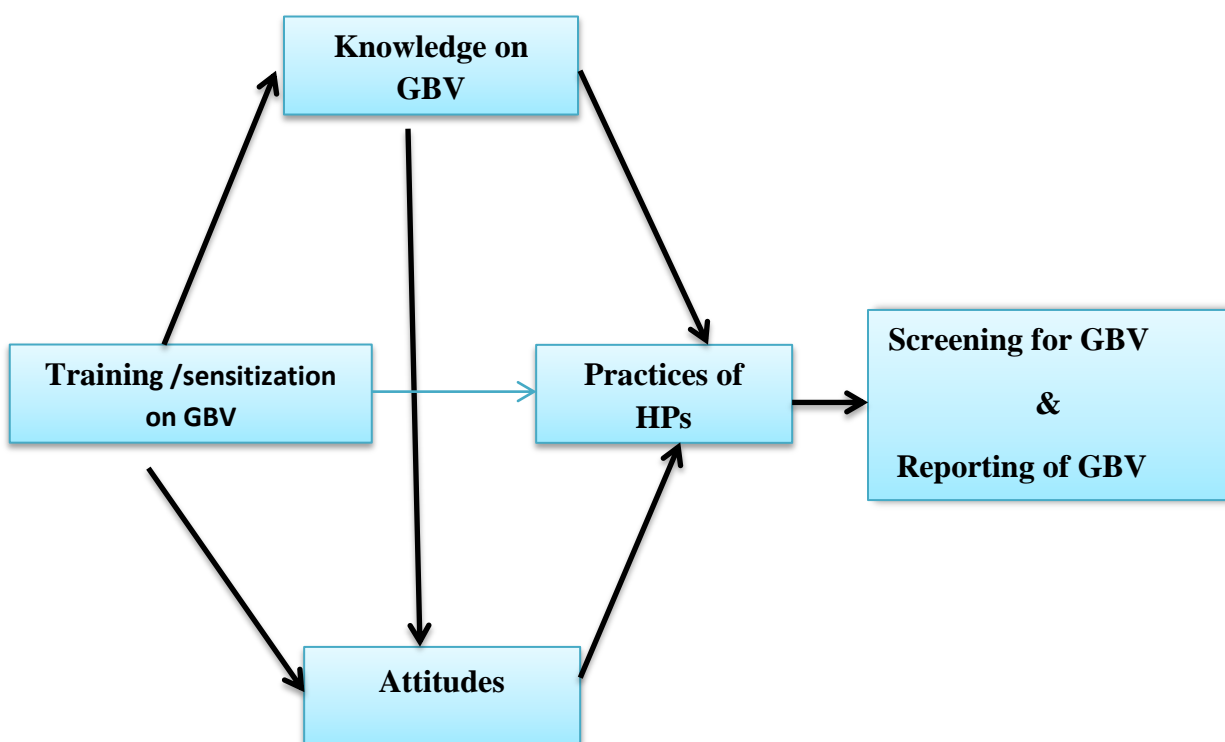 Knowledge on
GBV
Training /sensitization
on GBV
Practices of
HPs
Screening for GBV
&
Reporting of GBV
Attitudes